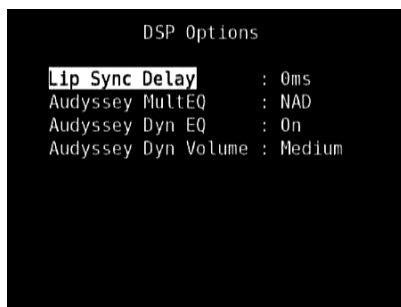 DSP Options
Lip Sync Delay : 0ms
Audyssey MultEQ : NAD
Audyssey Dyn EQ : On
Audyssey Dyn Volume : Medium